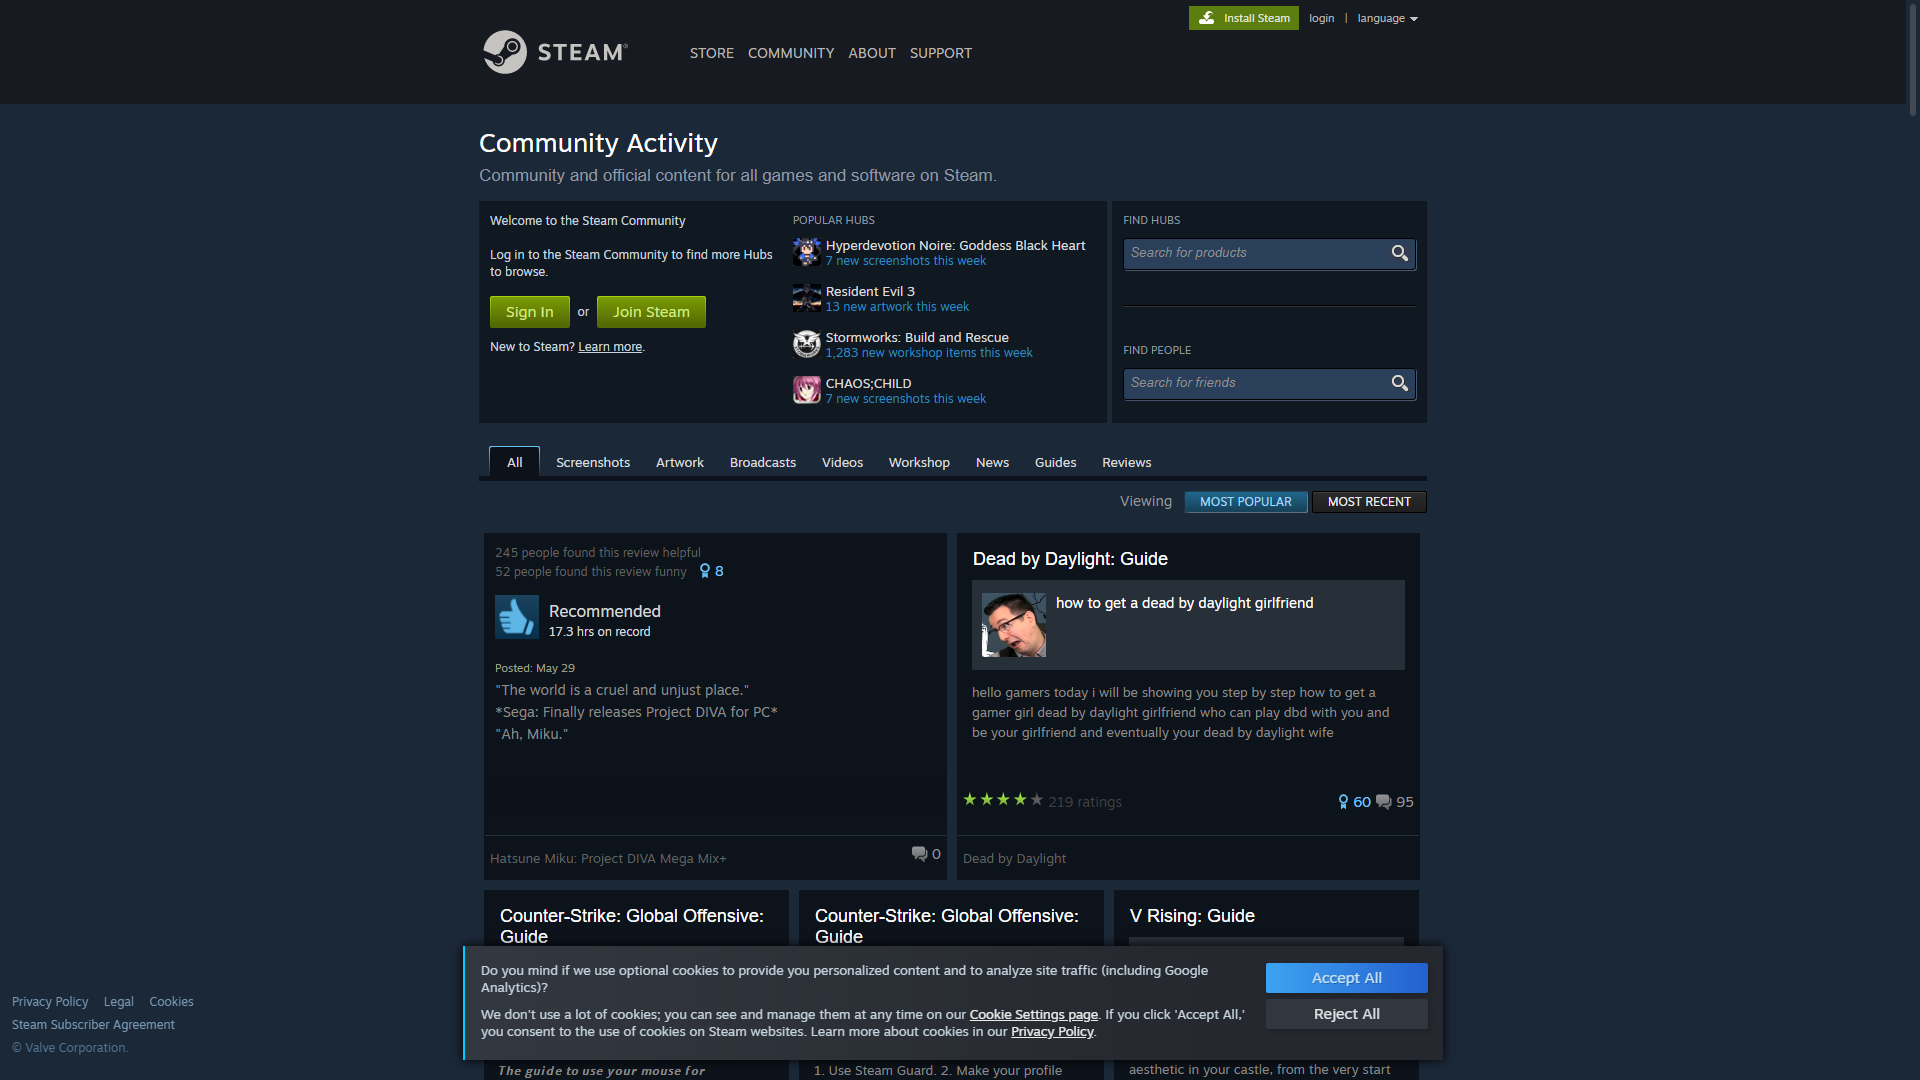 Install Steam
login | language
STEAM®
STORE COMMUNITY ABOUT SUPPORT
Community Activity
Community and official content for all games and software on Steam.
Welcome to the Steam Community
Log in to the Steam Community to find more Hubs
to browse.
Sign In or Join Steam
New to Steam? Learn more.
POPULAR HUBS
Hyperdevotion Noire: Goddess Black Heart
7 new screenshots this week
Resident Evil 3
13 new artwork this week
Stormworks: Build and Rescue
1,283 new workshop items this week
CHAOS;CHILD
7 new screenshots this week
FIND HUBS
Search for products
FIND PEOPLE
Search for friends
All Screenshots Artwork Broadcasts Videos Workshop News Guides Reviews
Viewing MOST POPULAR MOST RECENT
245 people found this review helpful
52 people found this review funny 8
Recommended
17.3 hrs on record
Posted: May 29
"The world is a cruel and unjust place."
*Sega: Finally releases Project DIVA for PC*
"Ah, Miku."
Hatsune Miku: Project DIVA Mega Mix+
0
Dead by Daylight: Guide
how to get a dead by daylight girlfriend
hello gamers today i will be showing you step by step how to get a
gamer girl dead by daylight girlfriend who can play dbd with you and
be your girlfriend and eventually your dead by daylight wife
219 ratings
60 95
Dead by Daylight
Counter-Strike: Global Offensive:
Guide
Counter-Strike: Global Offensive:
Guide
V Rising: Guide
Do you mind if we use optional cookies to provide you personalized content and to analyze site traffic (including Google
Analytics)?
We don't use a lot of cookies; you can see and manage them at any time on our Cookie Settings page. If you click 'Accept All,'
you consent to the use of cookies on Steam websites. Learn more about cookies in our Privacy Policy.
Accept All
Reject All
The guide to use your mouse for
1. Use Steam Guard. 2. Make your profile
aesthetic in your castle, from the very start
Privacy Policy Legal Cookies
Steam Subscriber Agreement
© Valve Corporation.